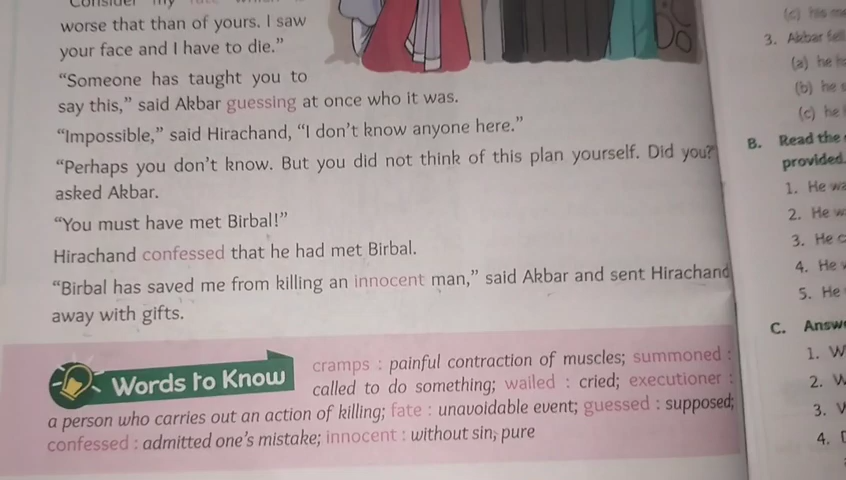 worse that than of yours. I saw
your face and I have to die.”
“Someone has taught you to
say this,” said Akbar guessing at once who it was.
“Impossible,” said Hirachand, “I don’t know anyone here.”
“Perhaps you don’t know. But you did not think of this plan yourself. Did you?
asked Akbar.
“You must have met Birbal!”
Hirachand confessed that he had met Birbal.
“Birbal has saved me from killing an innocent man,” said Akbar and sent Hirachand
away with gifts.
Words to Know
cramps : painful contraction of muscles; summoned :
called to do something; wailed : cried; executioner :
a person who carries out an action of killing; fate : unavoidable event; guessed : supposed;
confessed : admitted one’s mistake; innocent : without sin; pure
(c) his
3. Akbar
(a) he
(b) he
(c) he
B. Read the
provided.
1. He
2. He
3. He
4. He
5. He
C.
1. W
2. W
3.
4.